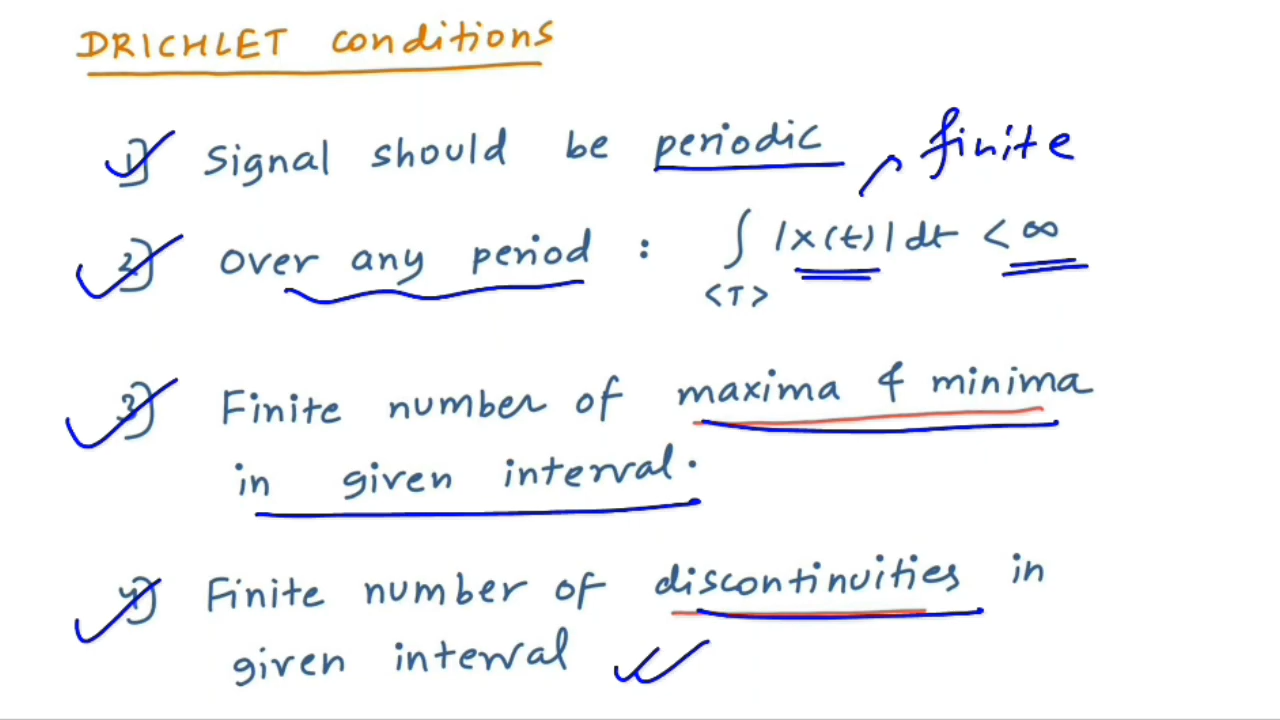 DRICHLET conditions
1) Signal should be periodic
finite
2) Over any period : ∫<T> |x(t)| dt < ∞
3) Finite number of maxima & minima
in given interval.
4) Finite number of discontinuities in
given interval